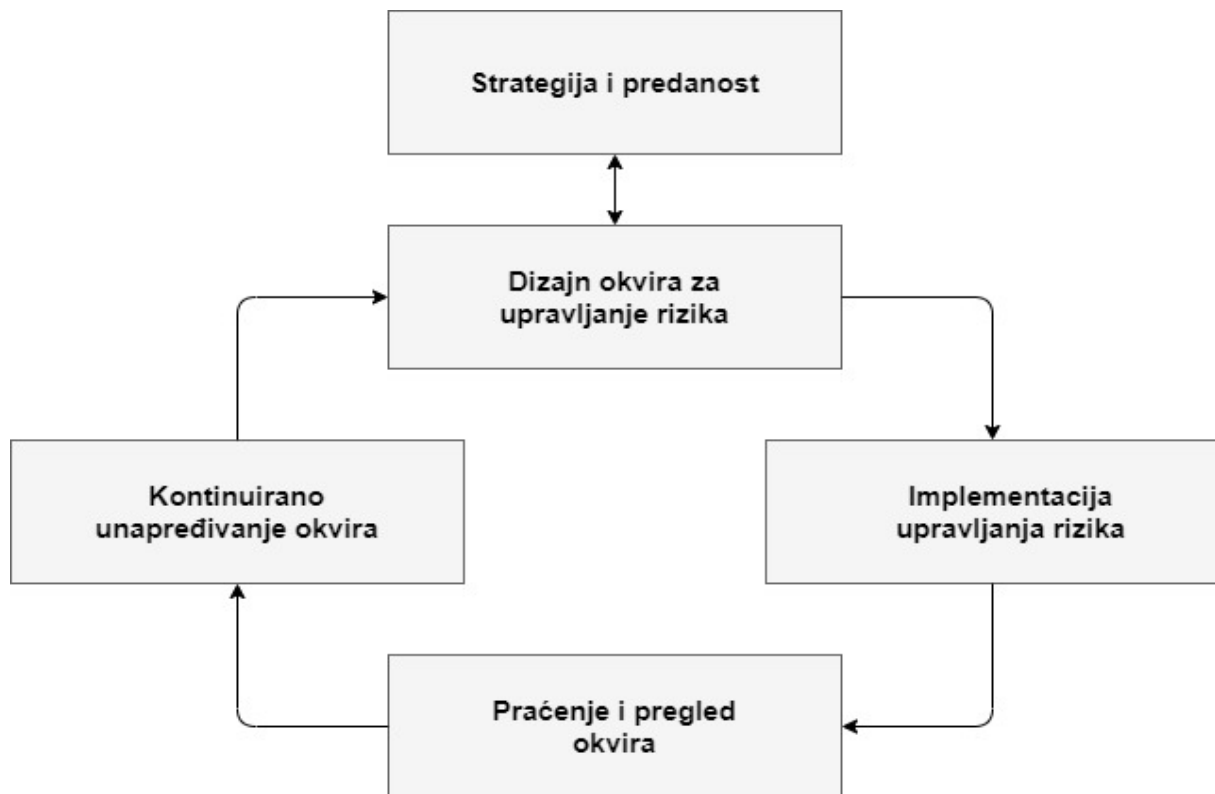 Strategija i predanost
Dizajn okvira za
upravljanje rizika
Kontinuirano
unapređivanje okvira
Implementacija
upravljanja rizika
Praćenje i pregled
okvira